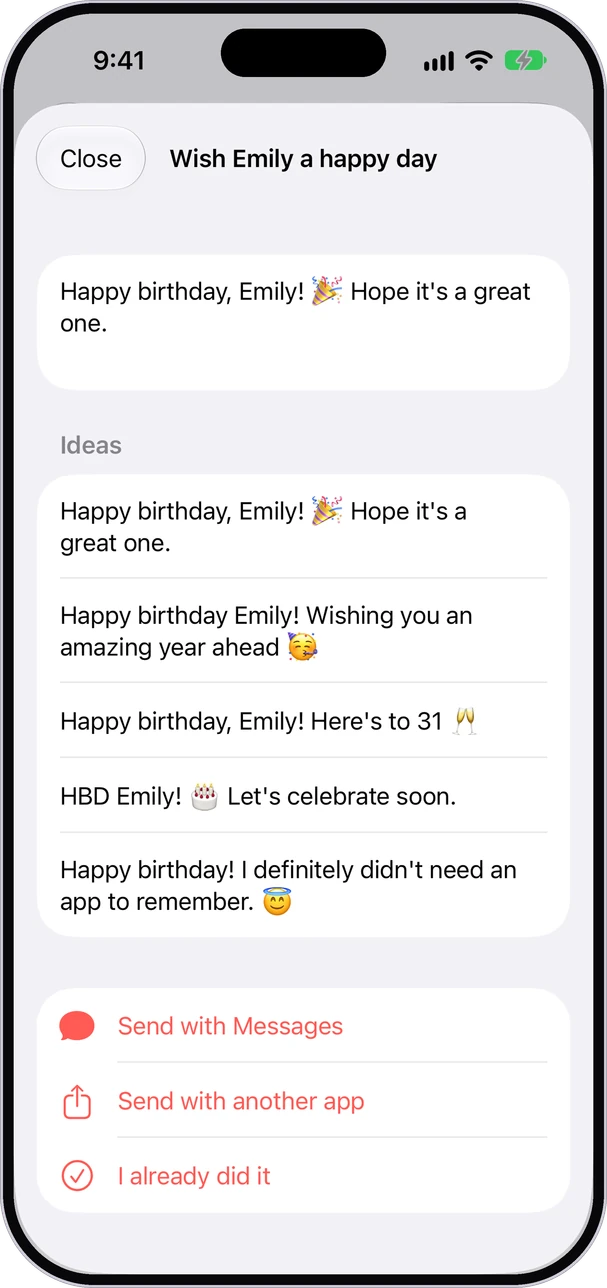 9:41
Close
Wish Emily a happy day
Happy birthday, Emily! 🎉 Hope it's a great
one.
Ideas
Happy birthday, Emily! 🎉 Hope it's a
great one.
Happy birthday Emily! Wishing you an
amazing year ahead 🥳
Happy birthday, Emily! Here's to 31 🥂
HBD Emily! 🎂 Let's celebrate soon.
Happy birthday! I definitely didn't need an
app to remember. 😇
Send with Messages
Send with another app
I already did it